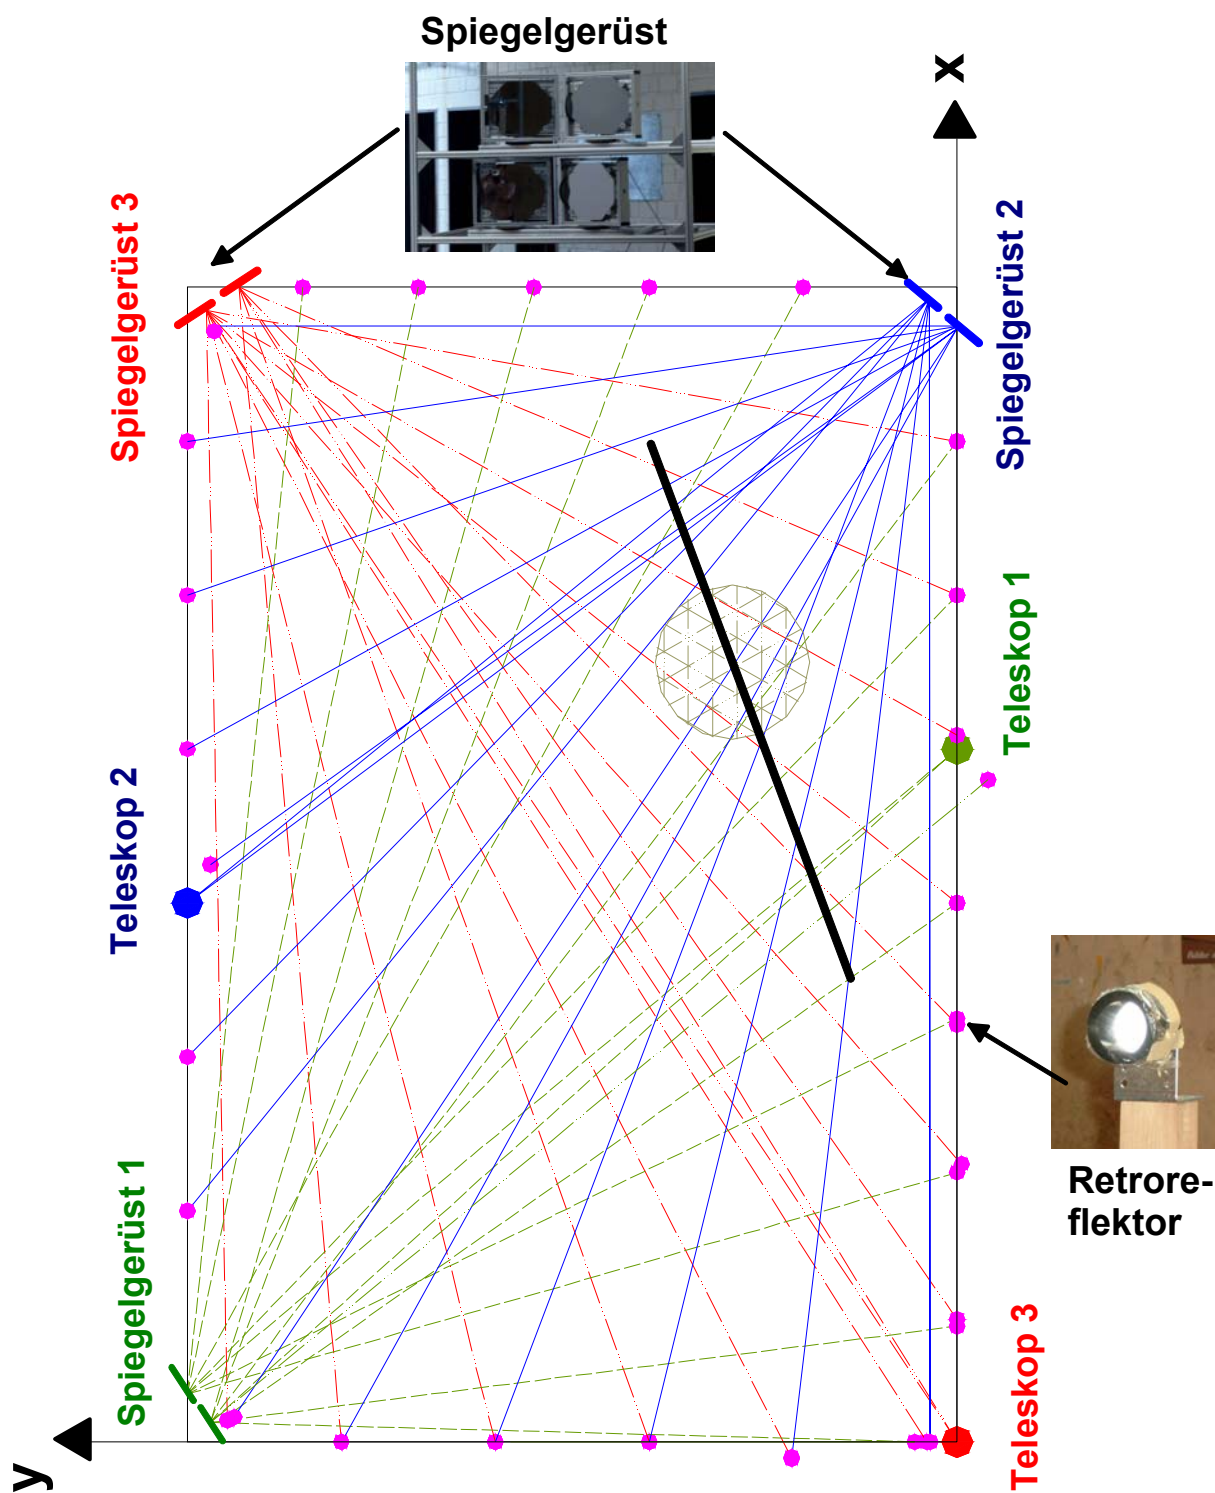 Spiegelgerüst
x
Spiegelgerüst 3
Spiegelgerüst 2
Teleskop 1
Teleskop 2
Retrore-
flektor
Spiegelgerüst 1
Teleskop 3
y